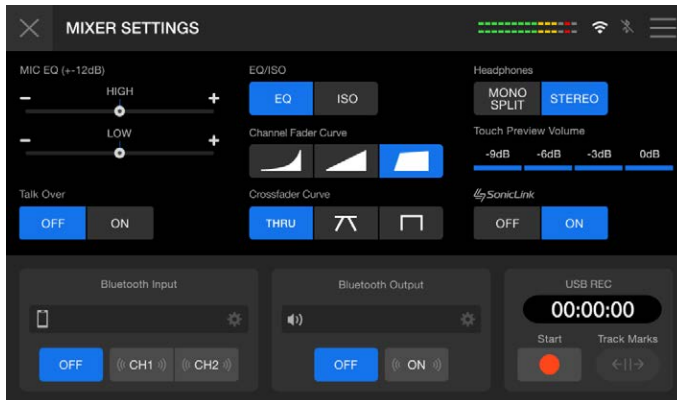 MIXER SETTINGS
MIC EQ (+-12dB)
HIGH
- +
LOW
- +
Talk Over
OFF ON
EQ/ISO
EQ ISO
Channel Fader Curve
Crossfader Curve
THRU
Headphones
MONO SPLIT STEREO
Touch Preview Volume
-9dB -6dB -3dB 0dB
SonicLink
OFF ON
Bluetooth Input
OFF CH1 CH2
Bluetooth Output
OFF ON
USB REC
00:00:00
Start Track Marks